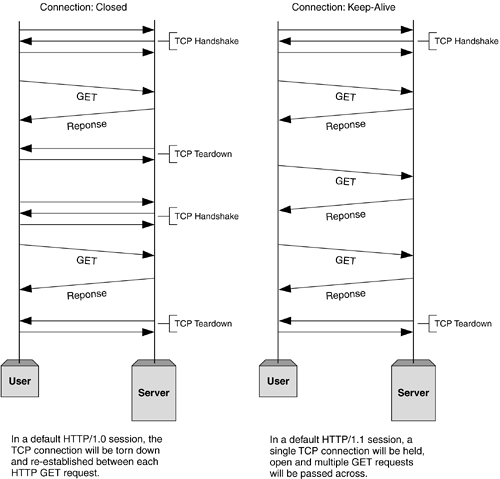 Connection: Closed
TCP Handshake
GET
Reponse
TCP Teardown
TCP Handshake
GET
Reponse
TCP Teardown
User
Server
In a default HTTP/1.0 session, the
TCP connection will be torn down
and re-established between each
HTTP GET request.
Connection: Keep-Alive
TCP Handshake
GET
Reponse
GET
Reponse
GET
Reponse
TCP Teardown
User
Server
In a default HTTP/1.1 session, a
single TCP connection will be held,
open and multiple GET requests
will be passed across.